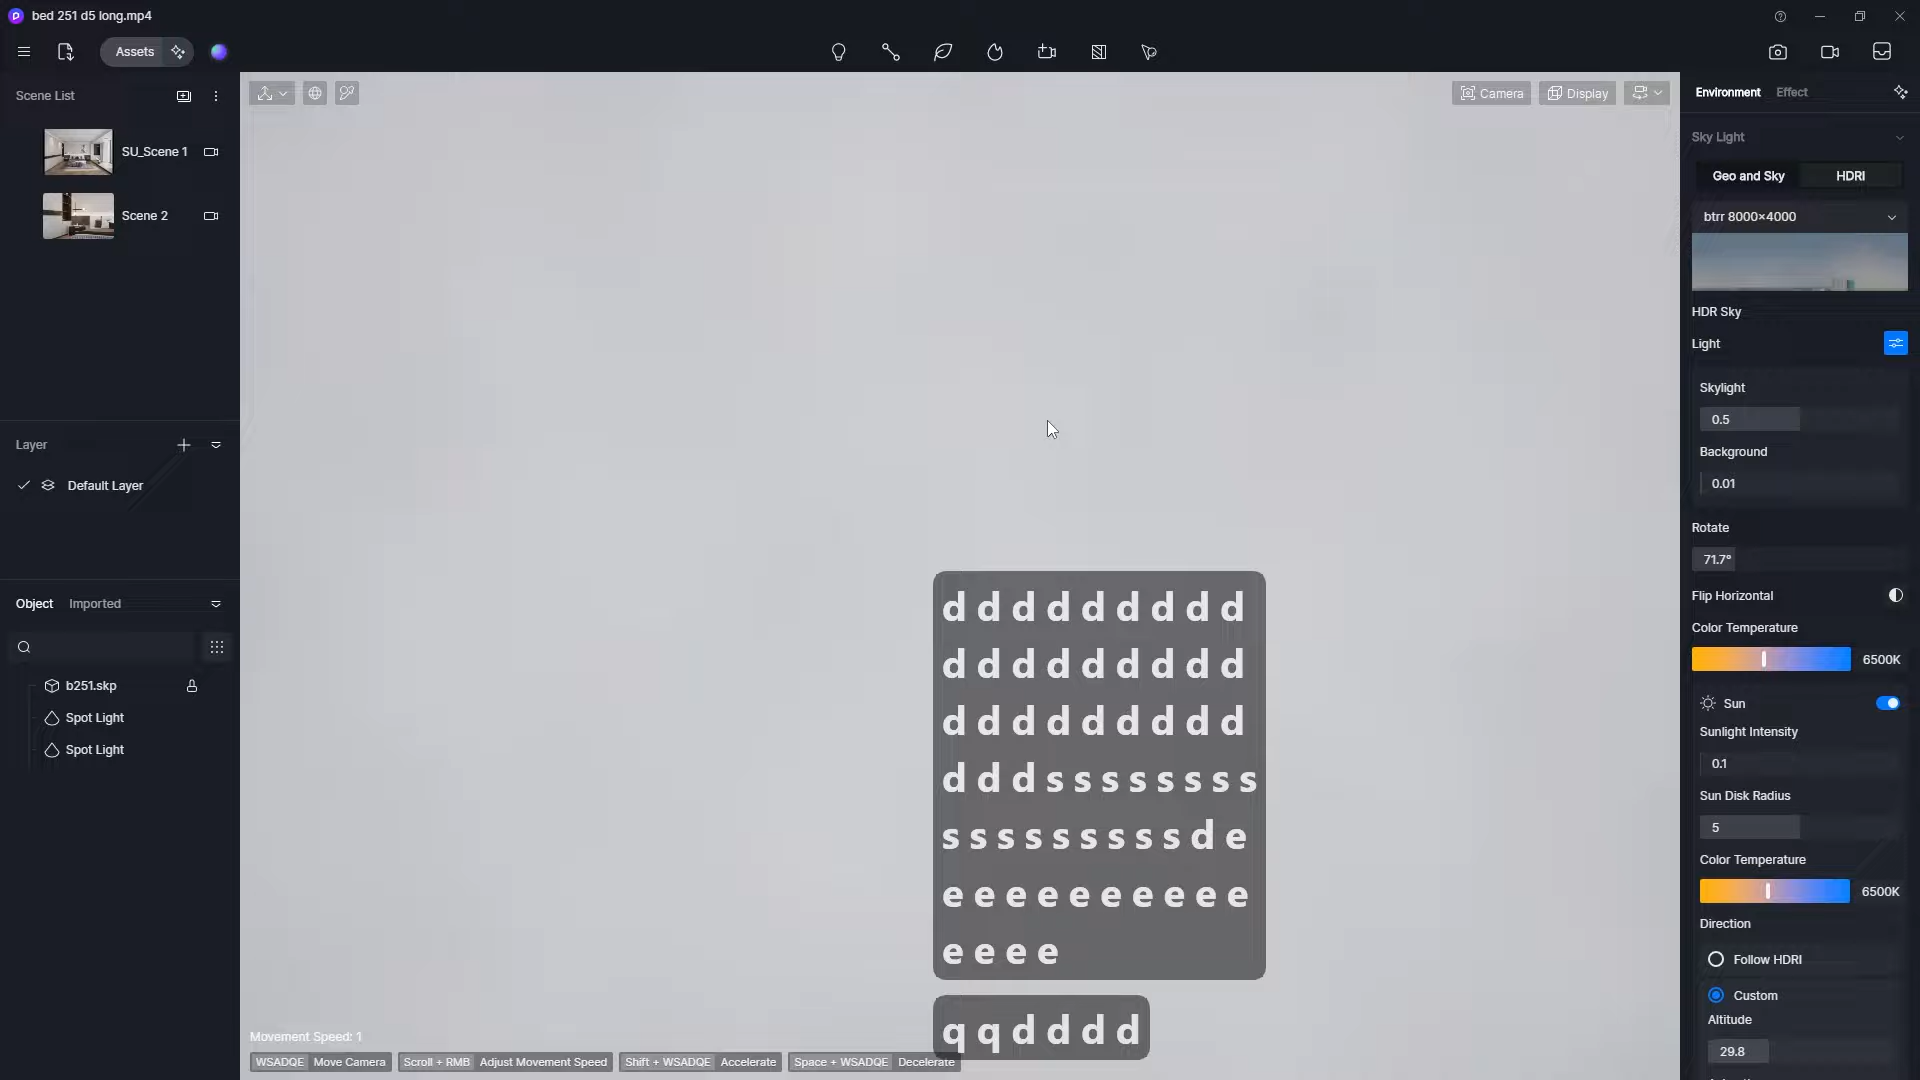 bed 251 d5 long.mp4
Assets
Scene List
SU_Scene 1
Scene 2
Layer
Default Layer
Object Imported
b251.skp
Spot Light
Spot Light
Camera Display
d d d d d d d d d
d d d d d d d d d
d d d d d d d d d
d d d s s s s s s s s
s s s s s s s s s d e
e e e e e e e e e e
e e e e
q q d d d d
Movement Speed: 1
WSADQE Move Camera Scroll + RMB Adjust Movement Speed Shift + WSADQE Accelerate Space + WSADQE Decelerate
Environment Effect
Sky Light
Geo and Sky HDRI
btrr 8000×4000
HDR Sky
Light
Skylight
0.5
Background
0.01
Rotate
71.7°
Flip Horizontal
Color Temperature
6500K
Sun
Sunlight Intensity
0.1
Sun Disk Radius
5
Color Temperature
6500K
Direction
Follow HDRI
Custom
Altitude
29.8